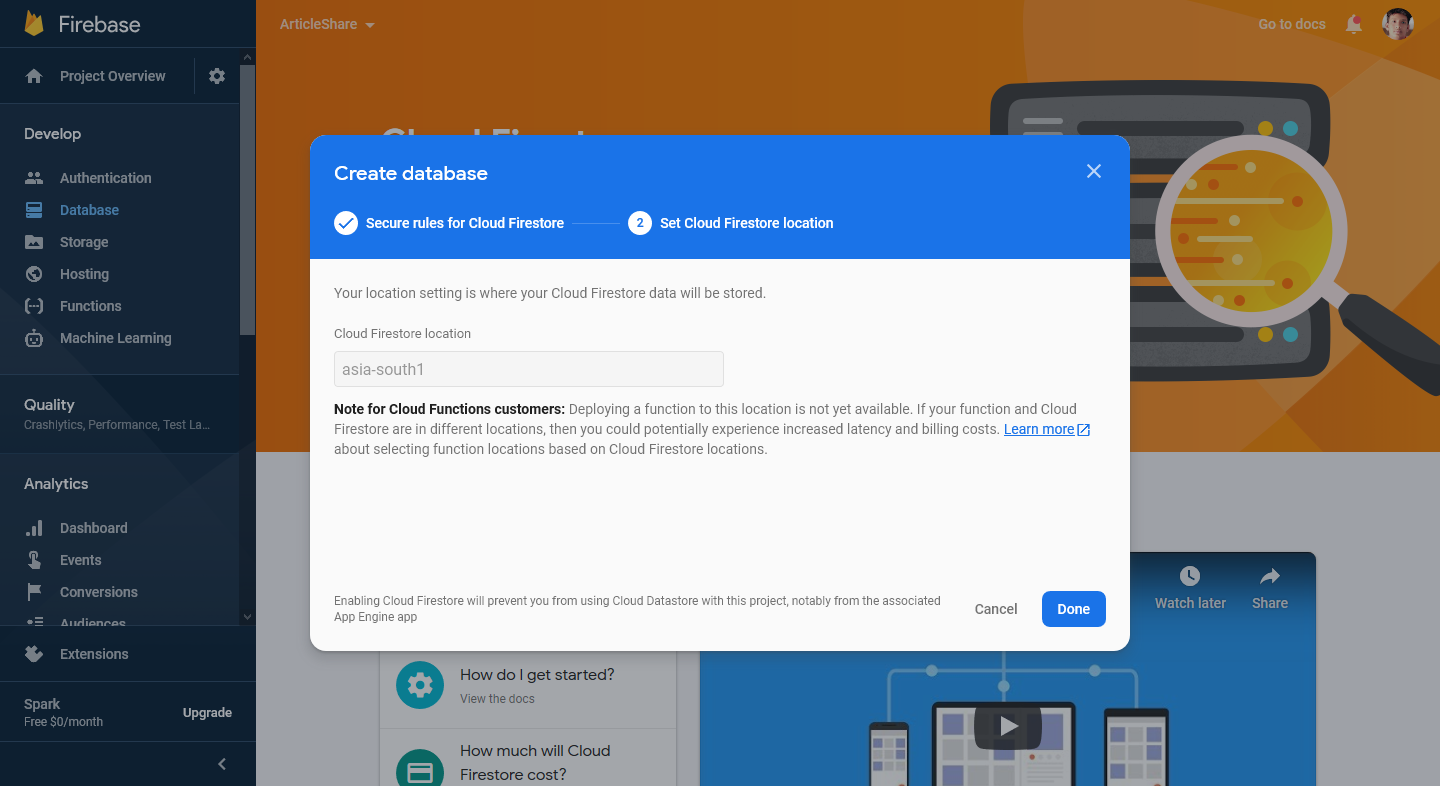 Firebase
ArticleShare
Go to docs
Project Overview
Develop
Authentication
Database
Storage
Hosting
Functions
Machine Learning
Quality
Crashlytics, Performance, Test La...
Analytics
Dashboard
Events
Conversions
Audiences
Extensions
Spark
Free $0/month
Upgrade
Cloud Firestore
Create database
Secure rules for Cloud Firestore
2
Set Cloud Firestore location
Your location setting is where your Cloud Firestore data will be stored.
Cloud Firestore location
asia-south1
Note for Cloud Functions customers: Deploying a function to this location is not yet available. If your function and Cloud
Firestore are in different locations, then you could potentially experience increased latency and billing costs. Learn more
about selecting function locations based on Cloud Firestore locations.
Enabling Cloud Firestore will prevent you from using Cloud Datastore with this project, notably from the associated
App Engine app
Cancel
Done
Watch later
Share
How do I get started?
View the docs
How much will Cloud
Firestore cost?